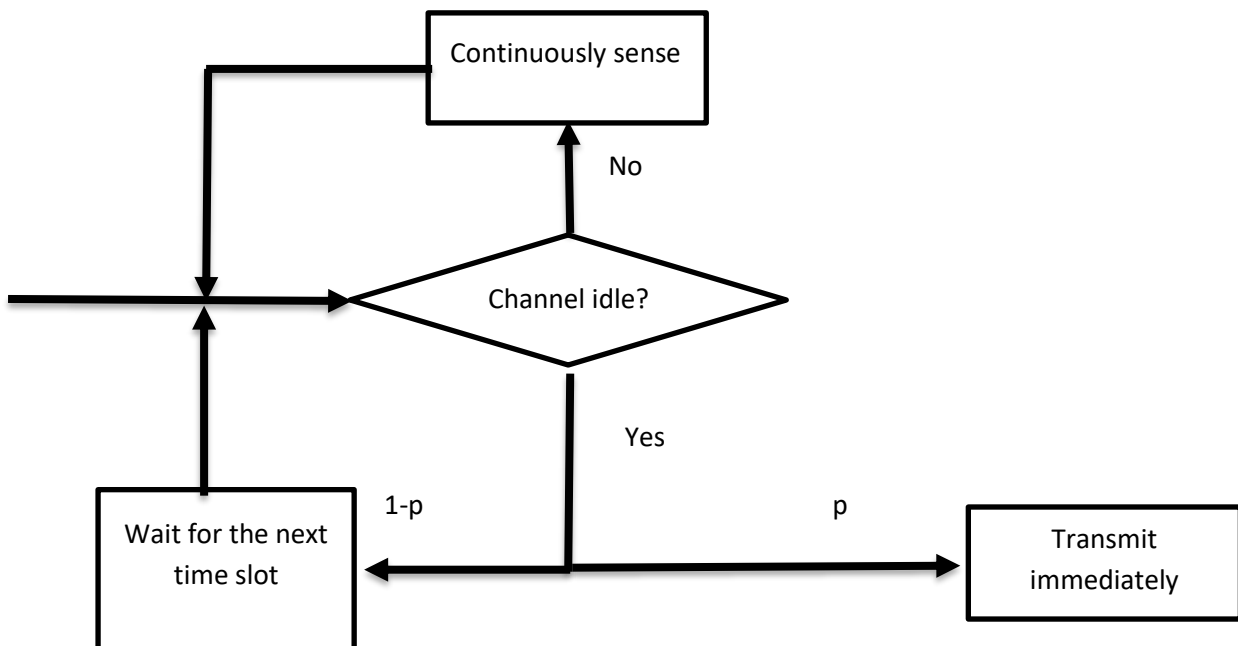 Continuously sense
No
Channel idle?
Yes
1-p
p
Wait for the next
time slot
Transmit
immediately